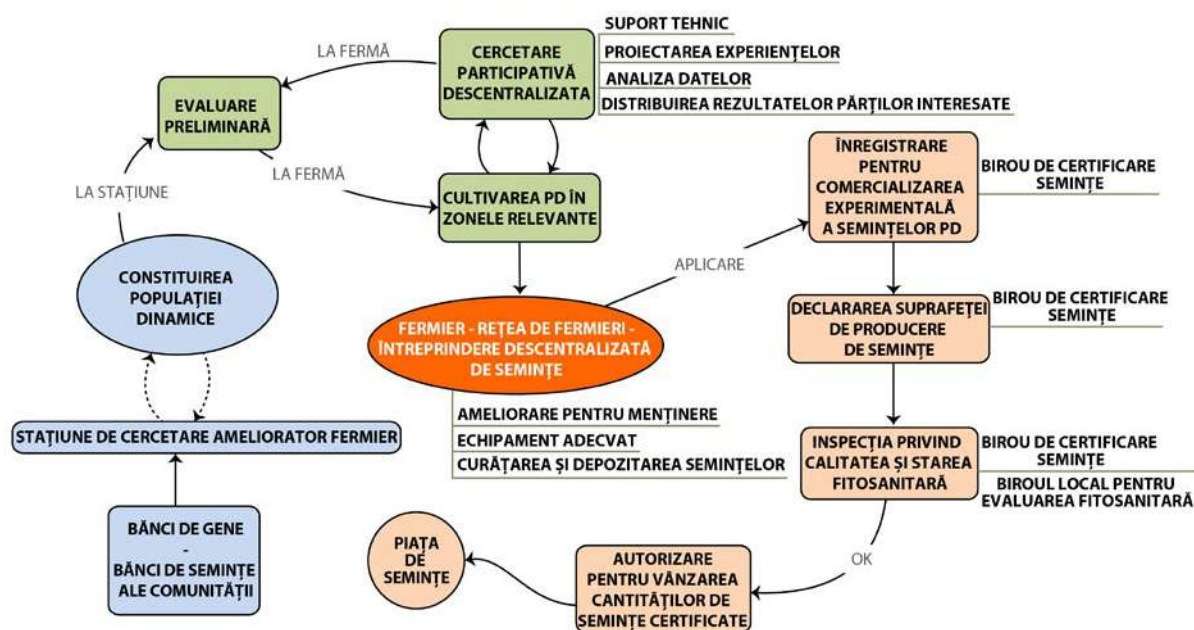 SUPORT TEHNIC
PROIECTAREA EXPERIENȚELOR
ANALIZA DATELOR
DISTRIBUIREA REZULTATELOR PĂRȚILOR INTERESATE
CERCETARE
PARTICIPATIVĂ
DESCENTRALIZATA
LA FERMĂ
EVALUARE
PRELIMINARĂ
LA FERMĂ
LA STAȚIUNE
CULTIVAREA PD ÎN
ZONELE RELEVANTE
CONSTITUIREA
POPULAȚIEI
DINAMICE
STAȚIUNE DE CERCETARE AMELIORATOR FERMIER
BĂNCI DE GENE
-
BĂNCI DE SEMINȚE
ALE COMUNITĂȚII
FERMIER - REȚEA DE FERMIERI -
ÎNTREPRINDERE DESCENTRALIZATĂ
DE SEMINȚE
AMELIORARE PENTRU MENȚINERE
ECHIPAMENT ADECVAT
CURĂȚAREA ȘI DEPOZITAREA SEMINȚELOR
APLICARE
ÎNREGISTRARE
PENTRU
COMERCIALIZAREA
EXPERIMENTALĂ
A SEMINȚELOR PD
BIROU DE CERTIFICARE
SEMINȚE
DECLARAREA SUPRAFEȚEI
DE PRODUCERE
DE SEMINȚE
BIROU DE CERTIFICARE
SEMINȚE
INSPECȚIA PRIVIND
CALITATEA ȘI STAREA
FITOSANITARĂ
BIROU DE CERTIFICARE
SEMINȚE
BIROUL LOCAL PENTRU
EVALUAREA FITOSANITARĂ
OK
AUTORIZARE
PENTRU VÂNZAREA
CANTITĂȚILOR DE
SEMINȚE CERTIFICATE
PIAȚA
DE
SEMINȚE